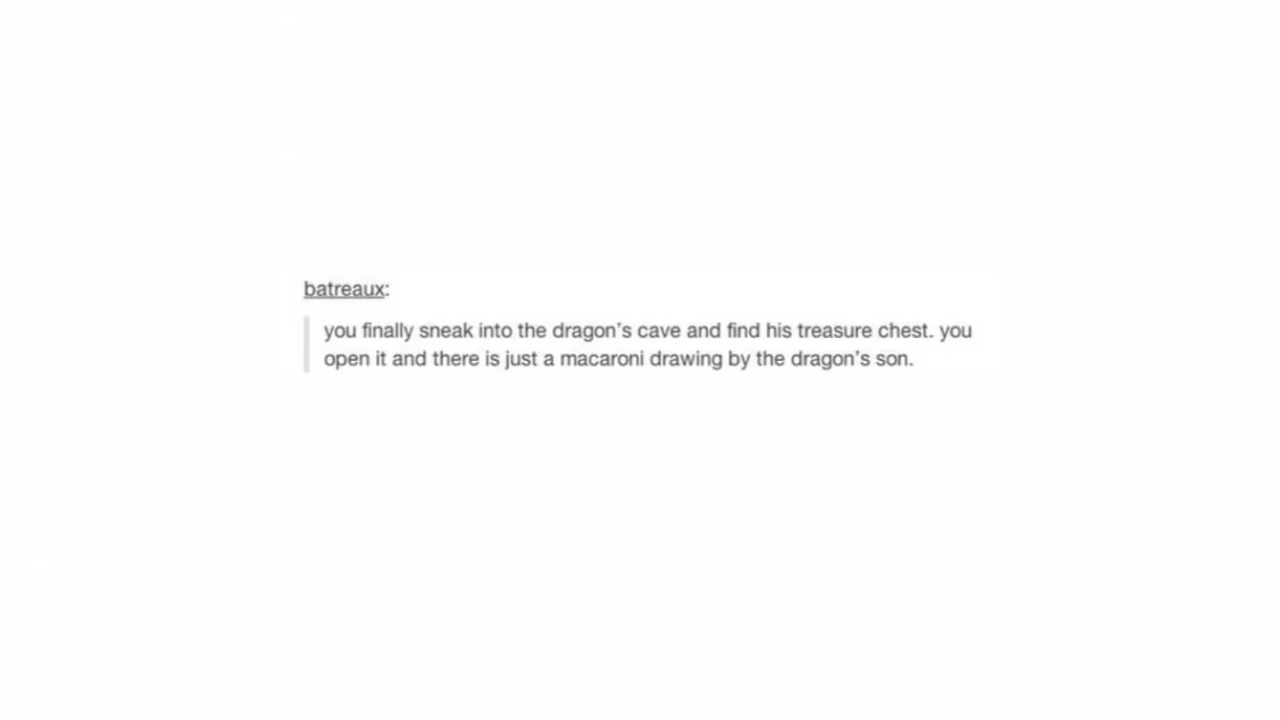 batreaux:
you finally sneak into the dragon’s cave and find his treasure chest. you
open it and there is just a macaroni drawing by the dragon’s son.